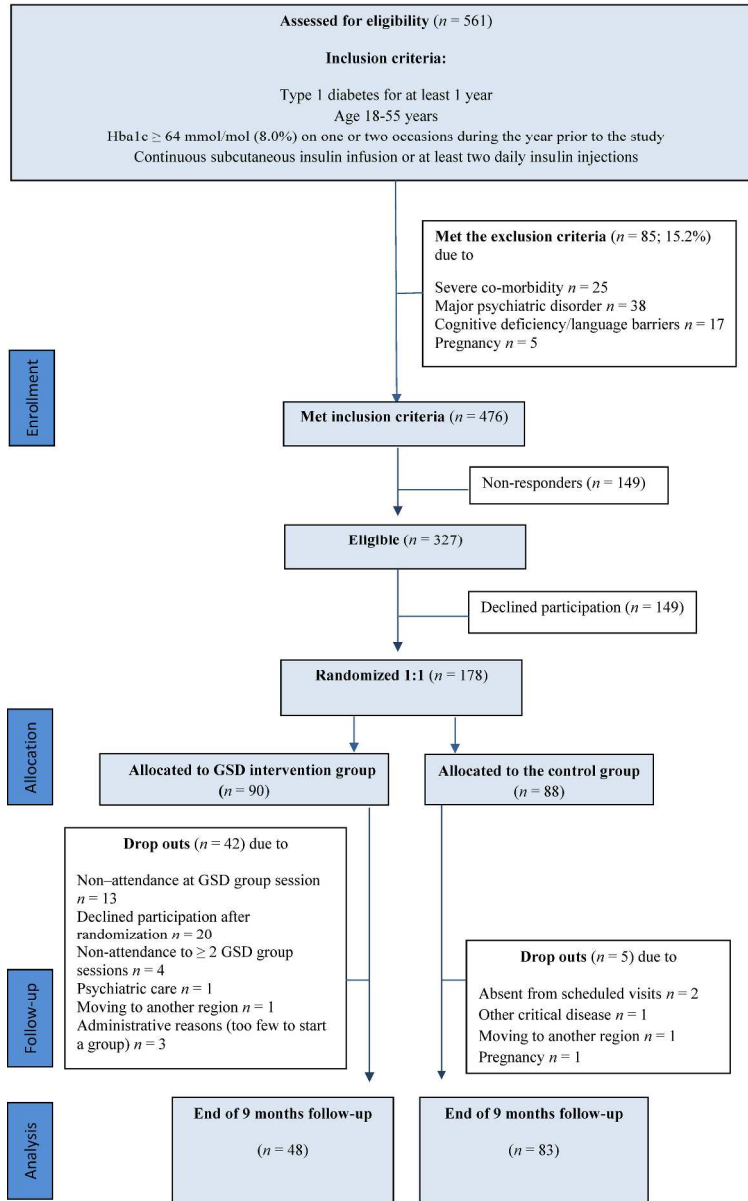 Assessed for eligibility (n = 561)
Inclusion criteria:
Type 1 diabetes for at least 1 year
Age 18-55 years
Hba1c ≥ 64 mmol/mol (8.0%) on one or two occasions during the year prior to the study
Continuous subcutaneous insulin infusion or at least two daily insulin injections
Met the exclusion criteria (n = 85; 15.2%)
due to
Severe co-morbidity n = 25
Major psychiatric disorder n = 38
Cognitive deficiency/language barriers n = 17
Pregnancy n = 5
Enrollment
Met inclusion criteria (n = 476)
Non-responders (n = 149)
Eligible (n = 327)
Declined participation (n = 149)
Randomized 1:1 (n = 178)
Allocation
Allocated to GSD intervention group
(n = 90)
Allocated to the control group
(n = 88)
Drop outs (n = 42) due to
Non–attendance at GSD group session
n = 13
Declined participation after
randomization n = 20
Non-attendance to ≥ 2 GSD group
sessions n = 4
Psychiatric care n = 1
Moving to another region n = 1
Administrative reasons (too few to start
a group) n = 3
Follow-up
Drop outs (n = 5) due to
Absent from scheduled visits n = 2
Other critical disease n = 1
Moving to another region n = 1
Pregnancy n = 1
Analysis
End of 9 months follow-up
(n = 48)
End of 9 months follow-up
(n = 83)